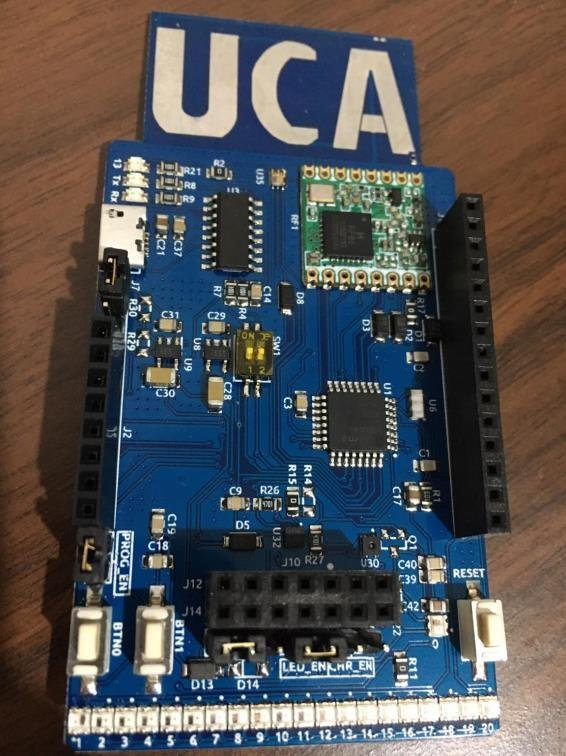 UCA
13
Tx
Rx
R21
R8
R9
R2
U3
U35
RF1
C21
C37
J7
R30
R29
C31
C29
U9
U8
C30
C28
R7
R4
C14
D8
ON
1 2
SW1
D3
D2
R17
U1
C3
U6
C1
C17
J2
C9
R26
R15
R14
D5
U32
R27
U30
Q1
C19
C18
PROG_EN
BTN0
BTN1
J12
J10
J14
C40
C39
C42
RESET
0
R11
LED_EN
CHR_EN
D13
D14
1 2 3 4 5 6 7 8 9 10 11 12 13 14 15 16 17 18 19 20